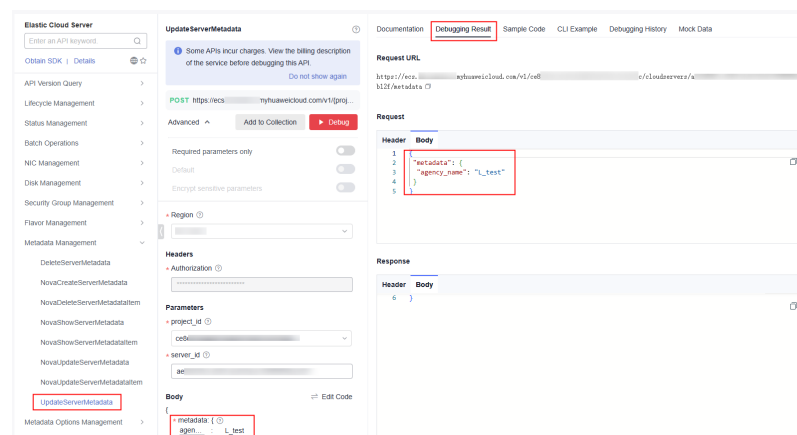 Elastic Cloud Server
Enter an API keyword
Obtain SDK | Details
API Version Query
Lifecycle Management
Status Management
Batch Operations
NIC Management
Disk Management
Security Group Management
Flavor Management
Metadata Management
DeleteServerMetadata
NovaCreateServerMetadata
NovaDeleteServerMetadataItem
NovaShowServerMetadata
NovaShowServerMetadataItem
NovaUpdateServerMetadata
NovaUpdateServerMetadataItem
UpdateServerMetadata
Metadata Options Management
UpdateServerMetadata
Some APIs incur charges. View the billing description
of the service before debugging this API.
Do not show again
POST https://ecs. myhuaweicloud.com/v1/{proj...
Advanced Add to Collection Debug
Required parameters only
Default
Encrypt sensitive parameters
* Region
Headers
* Authorization
Parameters
* project_id
ce8
* server_id
ae
Body Edit Code
{
* metadata: {
agen... : L_test
Documentation Debugging Result Sample Code CLI Example Debugging History Mock Data
Request URL
https://ecs. myhuaweicloud.com/v1/ce8 c/cloudservers/a
b12f/metadata
Request
Header Body
1 {
2 "metadata": {
3 "agency_name": "L_test"
4 }
5 }
Response
Header Body
6 }